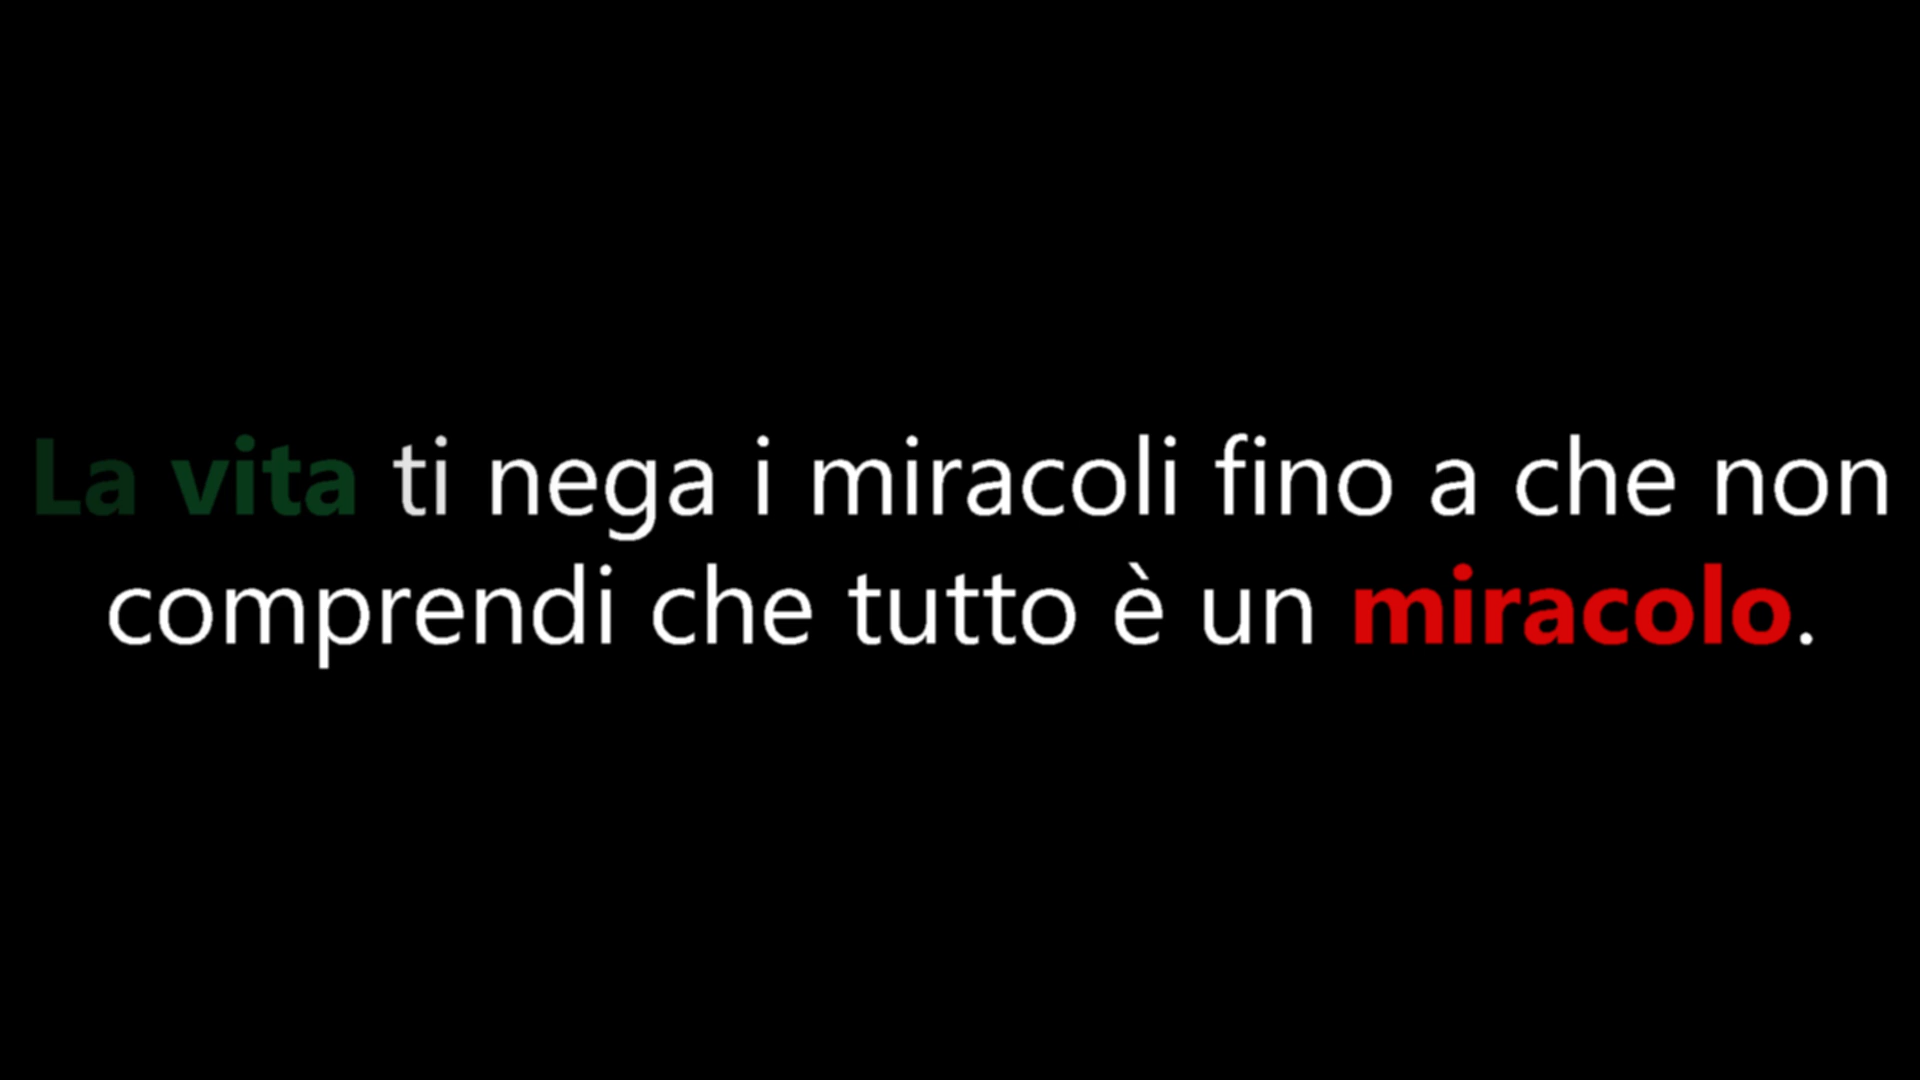 La vita ti nega i miracoli fino a che non
comprendi che tutto è un miracolo.